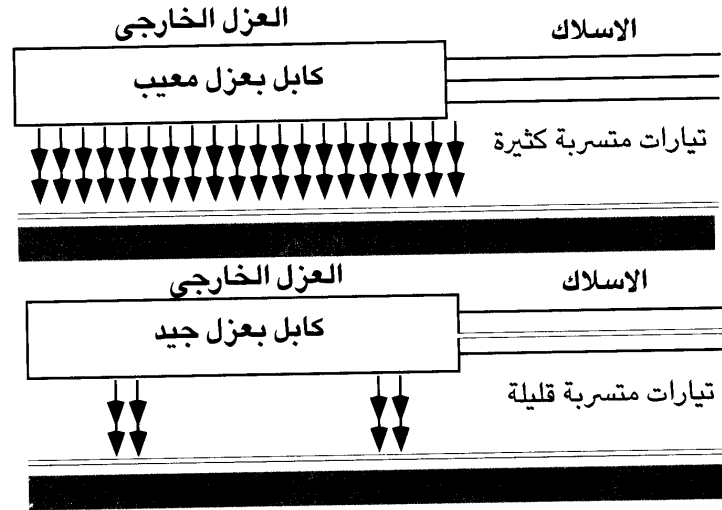 العزل الخارجى
الاسلاك
كابل بعزل معيب
تيارات متسربة كثيرة
العزل الخارجي
الاسلاك
كابل بعزل جيد
تيارات متسربة قليلة